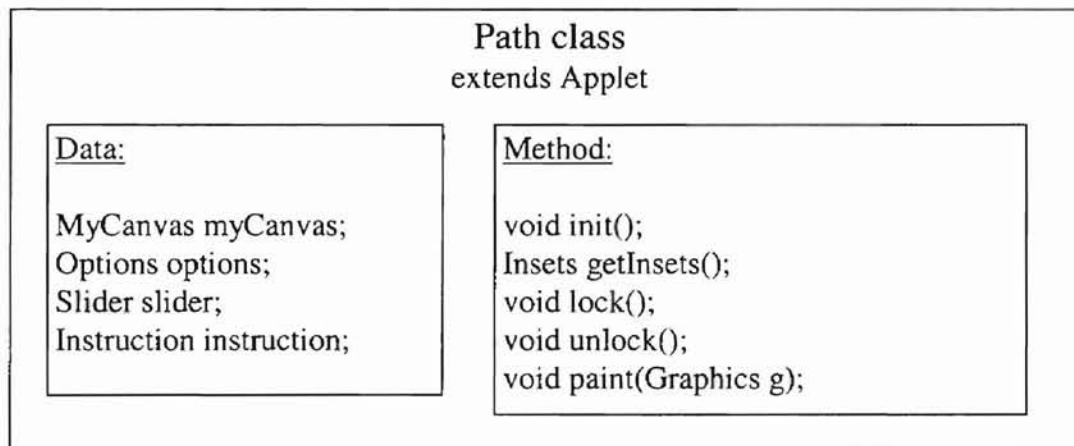 Path class
extends Applet
Data:
MyCanvas myCanvas;
Options options;
Slider slider;
Instruction instruction;
Method:
void init();
Insets getInsets();
void lock();
void unlock();
void paint(Graphics g);